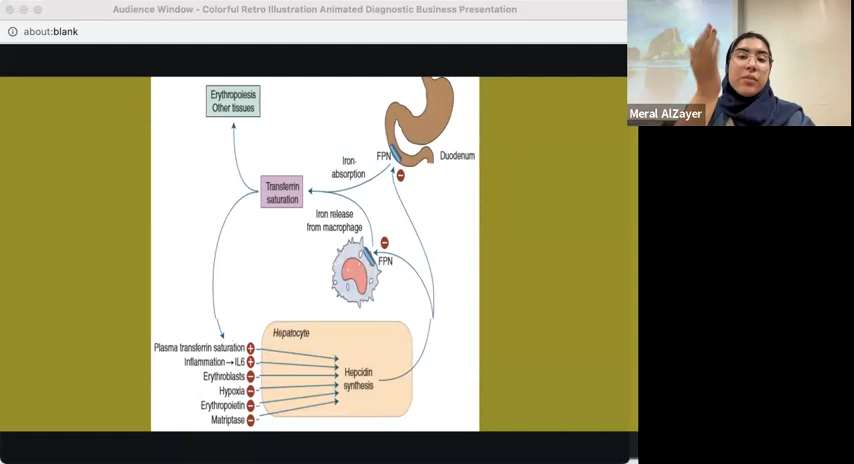 Audience Window - Colorful Retro Illustration Animated Diagnostic Business Presentation
about:blank
Meral AlZayer
Erythropoiesis
Other tissues
FPN
Duodenum
Iron-
absorption
Transferrin
saturation
Iron release
from macrophage
FPN
Hepatocyte
Plasma transferrin saturation +
Inflammation→IL6 +
Erythroblasts −
Hypoxia −
Erythropoietin −
Matriptase −
Hepcidin
synthesis